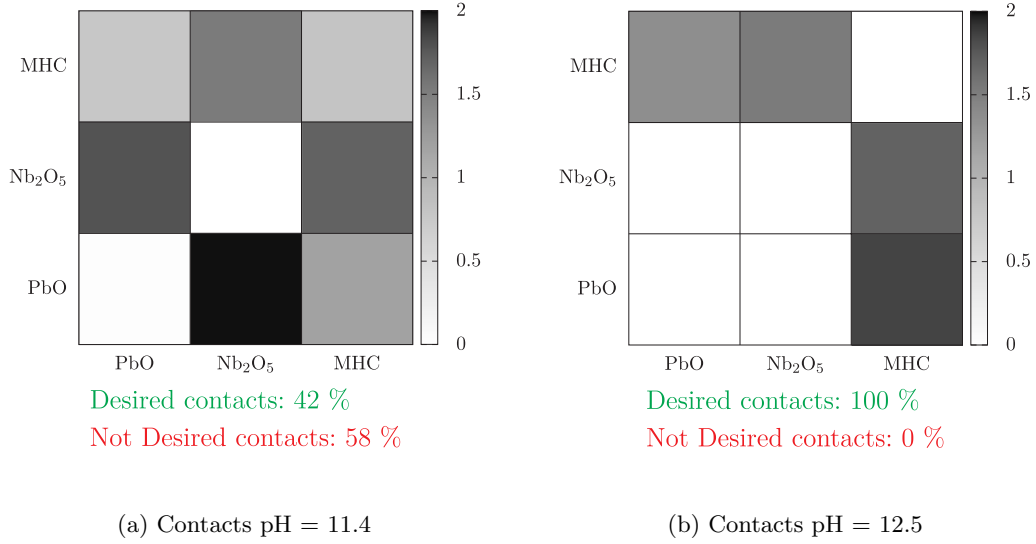 MHC
Nb₂O₅
PbO
PbO Nb₂O₅ MHC
2
1.5
1
0.5
0
Desired contacts: 42 %
Not Desired contacts: 58 %
(a) Contacts pH = 11.4
MHC
Nb₂O₅
PbO
PbO Nb₂O₅ MHC
2
1.5
1
0.5
0
Desired contacts: 100 %
Not Desired contacts: 0 %
(b) Contacts pH = 12.5